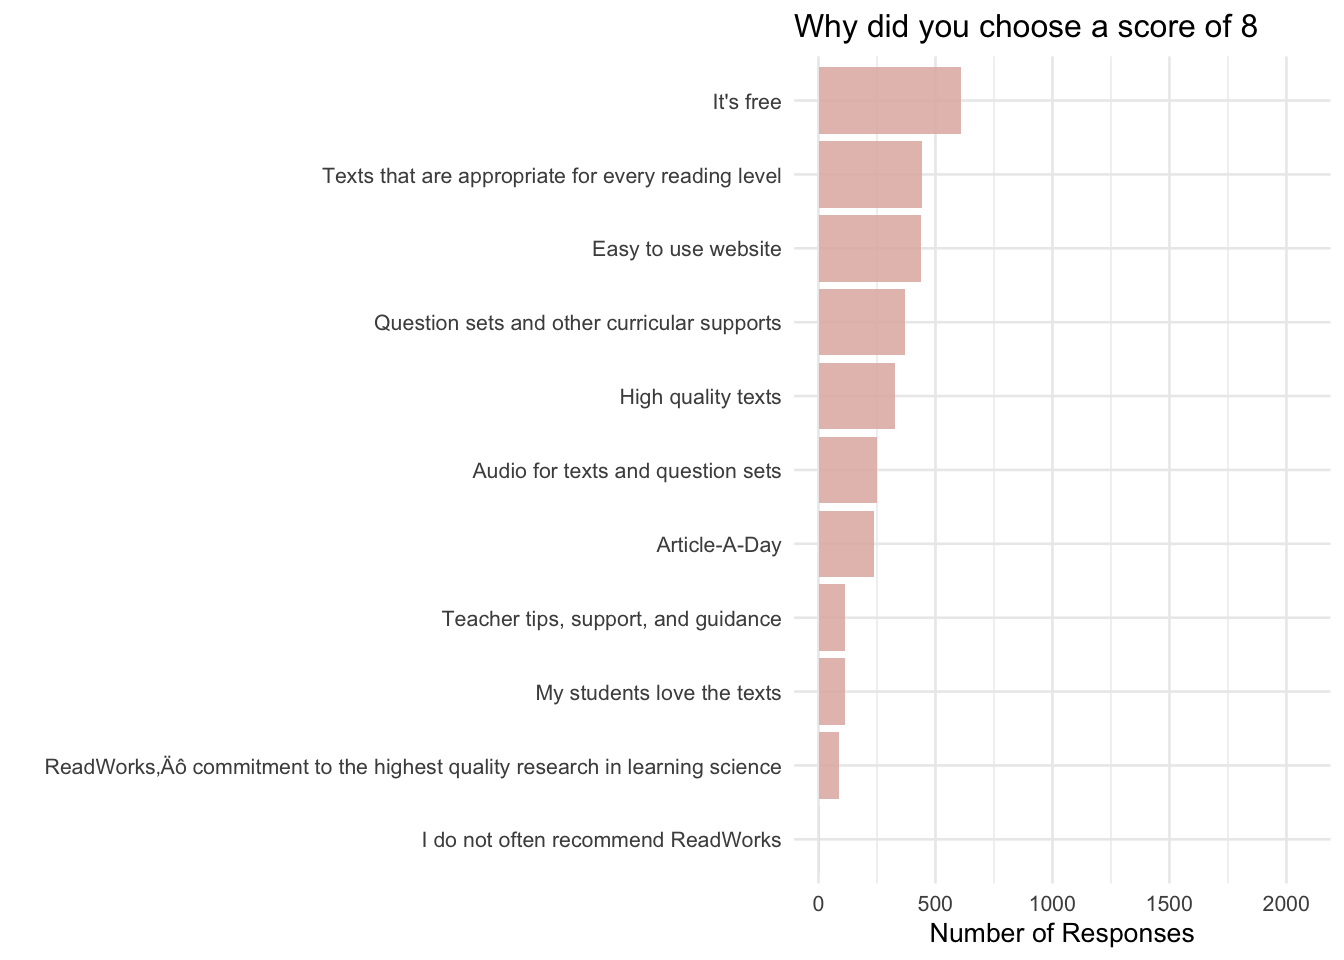 Why did you choose a score of 8
It's free
Texts that are appropriate for every reading level
Easy to use website
Question sets and other curricular supports
High quality texts
Audio for texts and question sets
Article-A-Day
Teacher tips, support, and guidance
My students love the texts
ReadWorks‚Äô commitment to the highest quality research in learning science
I do not often recommend ReadWorks
0 500 1000 1500 2000
Number of Responses